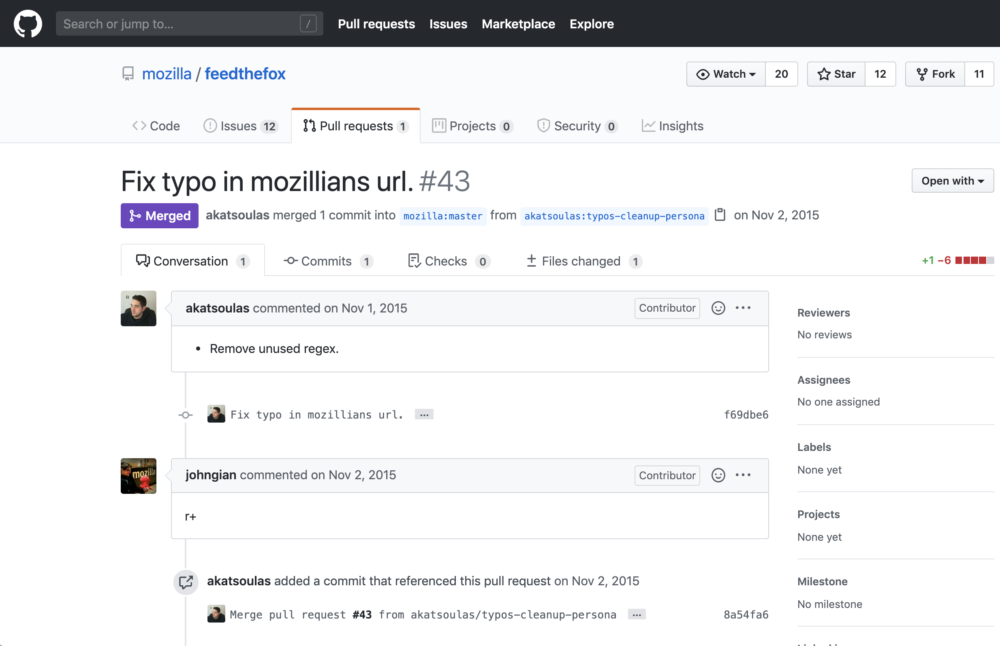 Search or jump to... /
Pull requests Issues Marketplace Explore
mozilla / feedthefox
Watch 20 Star 12 Fork 11
Code Issues 12 Pull requests 1 Projects 0 Security 0 Insights
Fix typo in mozillians url. #43
Open with
Merged akatsoulas merged 1 commit into mozilla:master from akatsoulas:typos-cleanup-persona on Nov 2, 2015
Conversation 1 Commits 1 Checks 0 Files changed 1
+1 −6
akatsoulas commented on Nov 1, 2015 Contributor ...
• Remove unused regex.
Fix typo in mozillians url. ... f69dbe6
mozilla
johngian commented on Nov 2, 2015 Contributor ...
r+
akatsoulas added a commit that referenced this pull request on Nov 2, 2015
Merge pull request #43 from akatsoulas/typos-cleanup-persona ... 8a54fa6
Reviewers
No reviews
Assignees
No one assigned
Labels
None yet
Projects
None yet
Milestone
No milestone